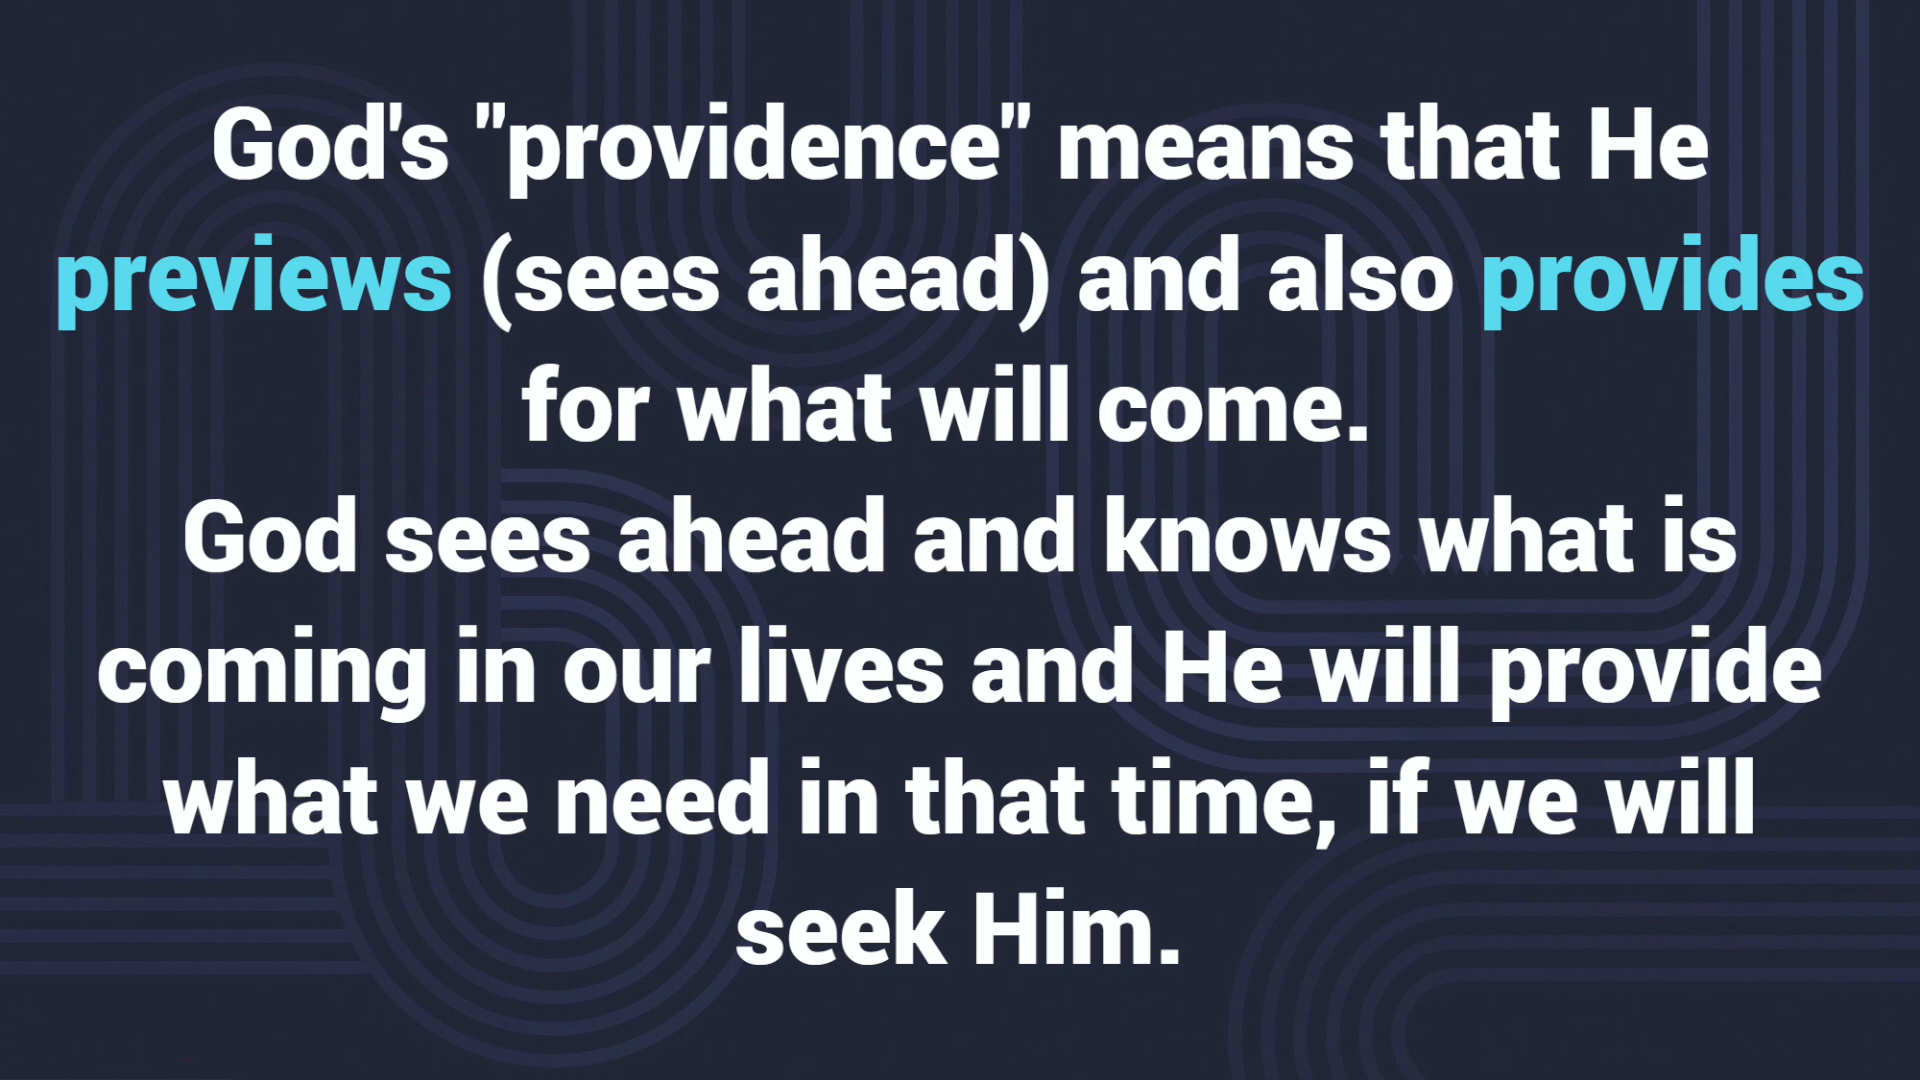 God's "providence" means that He
previews (sees ahead) and also provides
for what will come.
God sees ahead and knows what is
coming in our lives and He will provide
what we need in that time, if we will
seek Him.